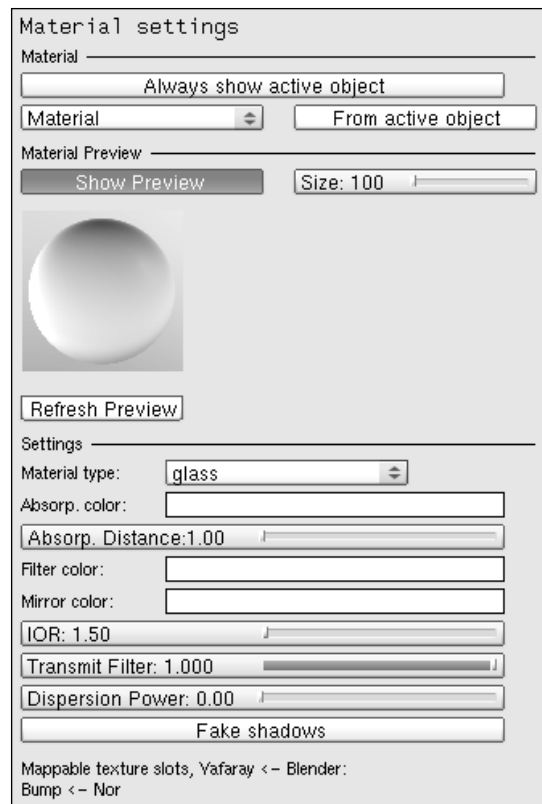 Material settings
Material
Always show active object
Material From active object
Material Preview
Show Preview Size: 100
Refresh Preview
Settings
Material type: glass
Absorp. color:
Absorp. Distance:1.00
Filter color:
Mirror color:
IOR: 1.50
Transmit Filter: 1.000
Dispersion Power: 0.00
Fake shadows
Mappable texture slots, Yafaray <- Blender:
Bump <- Nor